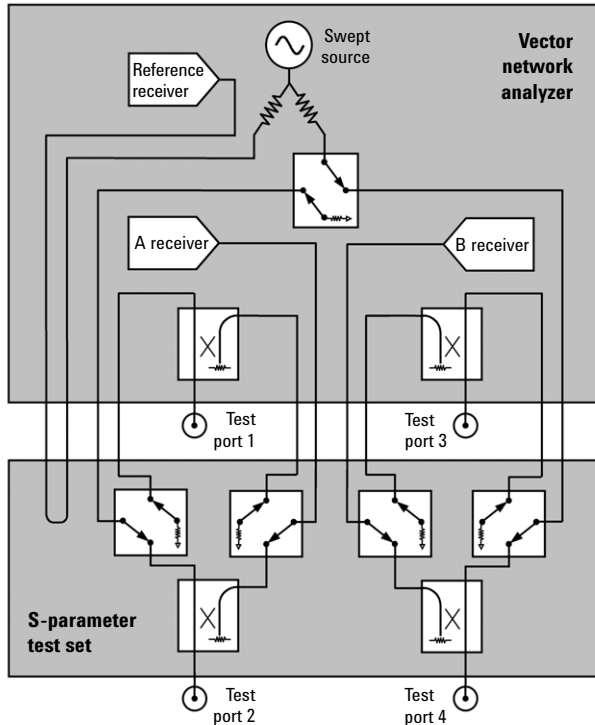 Swept
source
Vector
network
analyzer
Reference
receiver
A receiver
B receiver
Test
port 1
Test
port 3
S-parameter
test set
Test
port 2
Test
port 4